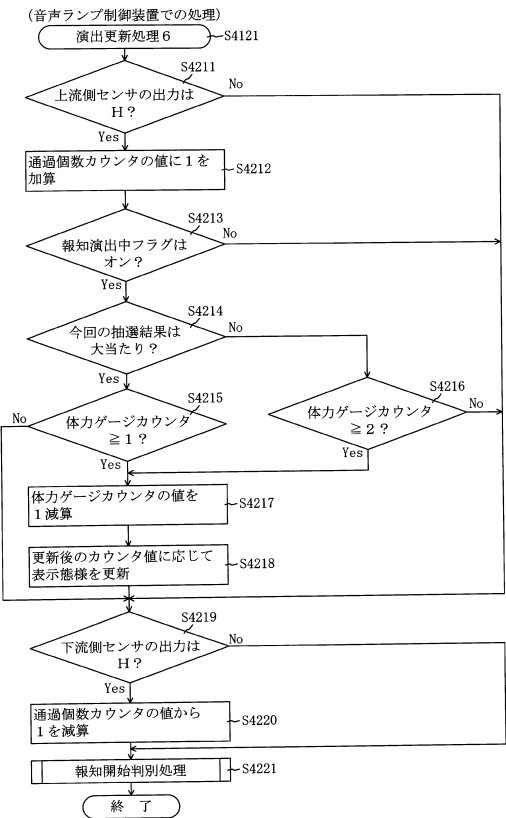 (音声ランプ制御装置での処理)
演出更新処理6
S4121
S4211
上流側センサの出力は
H?
No
Yes
通過個数カウンタの値に1を
加算
S4212
S4213
報知演出中フラグは
オン?
No
Yes
S4214
今回の抽選結果は
大当たり?
No
Yes
S4215
体力ゲージカウンタ
≧1?
No
Yes
S4216
体力ゲージカウンタ
≧2?
No
Yes
体力ゲージカウンタの値を
1減算
S4217
更新後のカウンタ値に応じて
表示態様を更新
S4218
S4219
下流側センサの出力は
H?
No
Yes
通過個数カウンタの値から
1を減算
S4220
報知開始判別処理
S4221
終 了